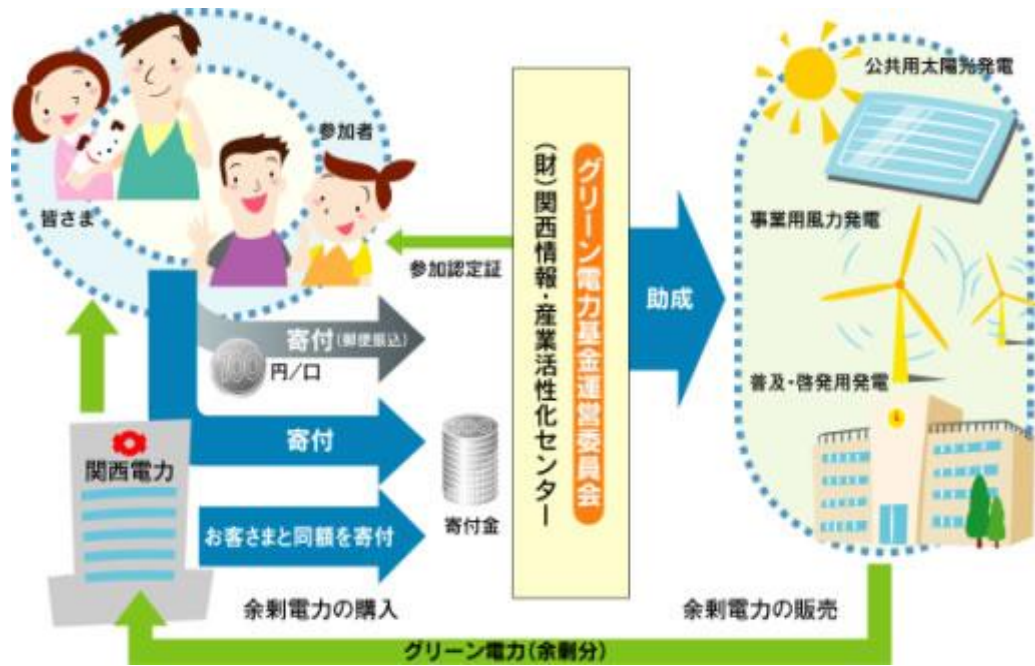 公共用太陽光発電
参加者
皆さま
事業用風力発電
参加認定証
グリーン電力基金運営委員会
(財)関西情報・産業活性化センター
助成
寄付(郵便振込)
100
円/口
普及・啓発用発電
寄付
関西電力
お客さまと同額を寄付
寄付金
余剰電力の購入
余剰電力の販売
グリーン電力(余剰分)